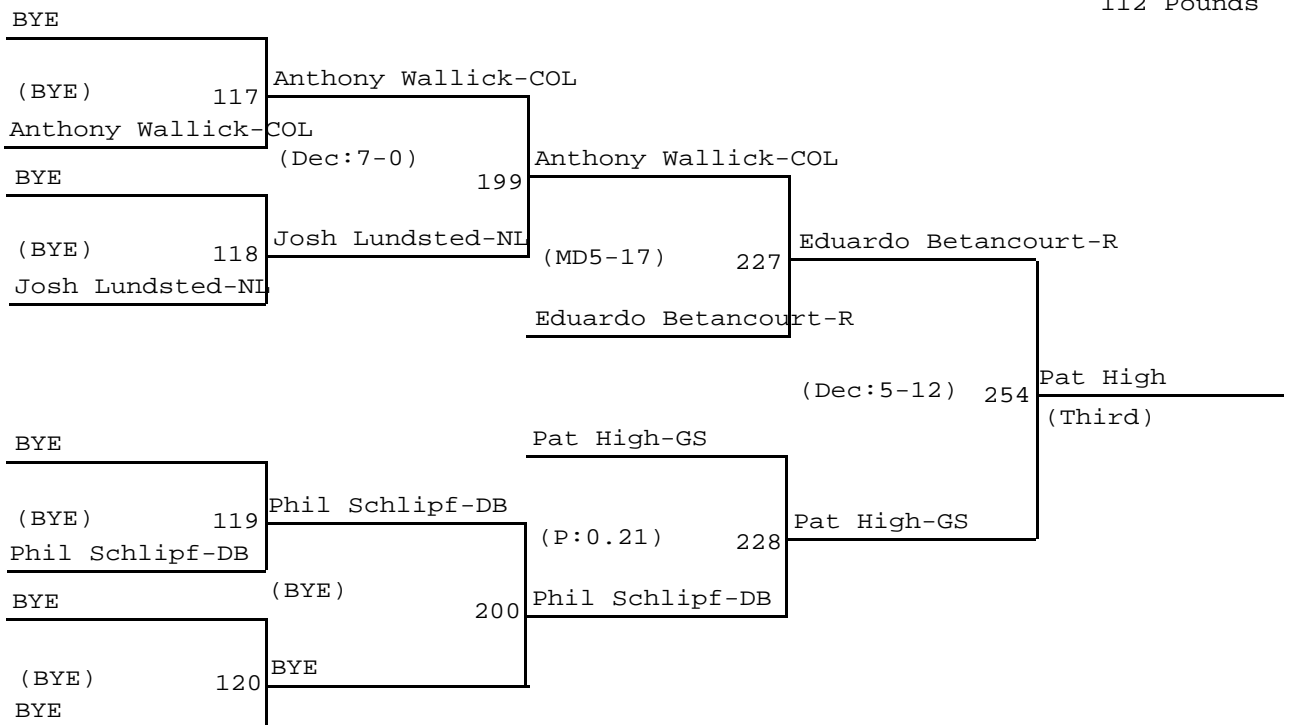 112 Pounds
BYE
(BYE) 117
Anthony Wallick-COL
Anthony Wallick-COL
(Dec:7-0) 199
BYE
(BYE) 118
Josh Lundsted-NL
Josh Lundsted-NL
Anthony Wallick-COL
(MD5-17) 227
Eduardo Betancourt-R
Eduardo Betancourt-R
(Dec:5-12) 254
Pat High
(Third)
BYE
(BYE) 119
Phil Schlipf-DB
Phil Schlipf-DB
(BYE) 200
BYE
(BYE) 120
BYE
BYE
Pat High-GS
(P:0.21) 228
Phil Schlipf-DB
Pat High-GS